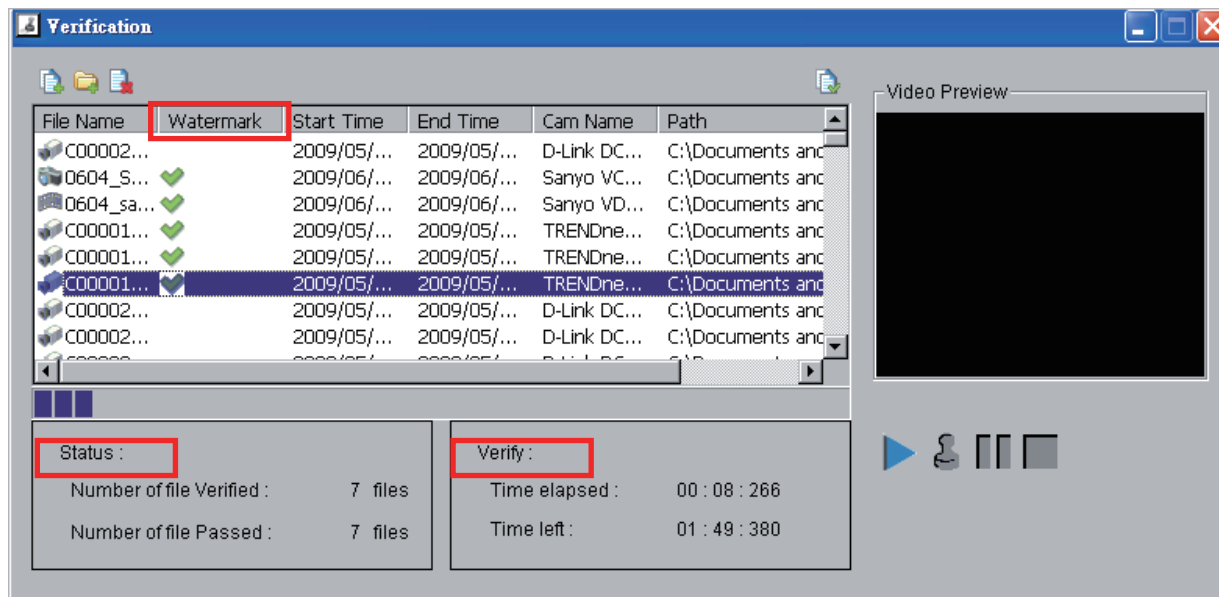 Verification
Video Preview
File Name Watermark Start Time End Time Cam Name Path
C00002... 2009/05/... 2009/05/... D-Link DC... C:\Documents and
0604_S... 2009/06/... 2009/06/... Sanyo VC... C:\Documents and
0604_sa... 2009/06/... 2009/06/... Sanyo VD... C:\Documents and
C00001... 2009/05/... 2009/05/... TRENDne... C:\Documents and
C00001... 2009/05/... 2009/05/... TRENDne... C:\Documents and
C00001... 2009/05/... 2009/05/... TRENDne... C:\Documents and
C00002... 2009/05/... 2009/05/... D-Link DC... C:\Documents and
C00002... 2009/05/... 2009/05/... D-Link DC... C:\Documents and
Status :
Number of file Verified : 7 files
Number of file Passed : 7 files
Verify :
Time elapsed : 00 : 08 : 266
Time left : 01 : 49 : 380